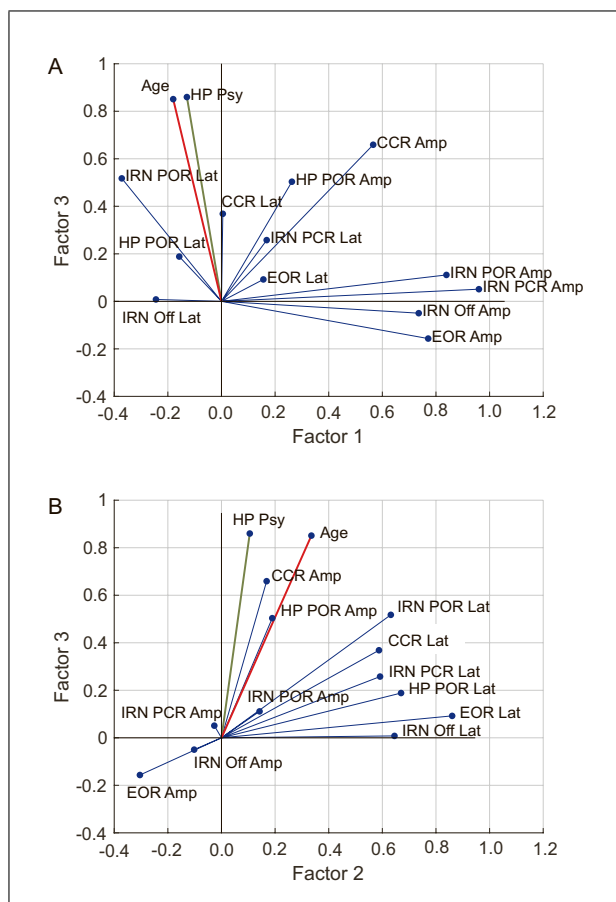 A
Age
HP Psy
CCR Amp
IRN POR Lat
HP POR Amp
CCR Lat
HP POR Lat
IRN PCR Lat
EOR Lat
IRN POR Amp
IRN PCR Amp
IRN Off Lat
IRN Off Amp
EOR Amp
1
0.8
0.6
0.4
0.2
0
-0.2
-0.4
Factor 3
-0.4 -0.2 0.0 0.2 0.4 0.6 0.8 1.0 1.2
Factor 1
B
HP Psy
Age
CCR Amp
HP POR Amp
IRN POR Lat
CCR Lat
IRN PCR Lat
HP POR Lat
IRN POR Amp
IRN PCR Amp
EOR Lat
IRN Off Lat
IRN Off Amp
EOR Amp
1
0.8
0.6
0.4
0.2
0
-0.2
-0.4
Factor 3
-0.4 -0.2 0.0 0.2 0.4 0.6 0.8 1.0 1.2
Factor 2